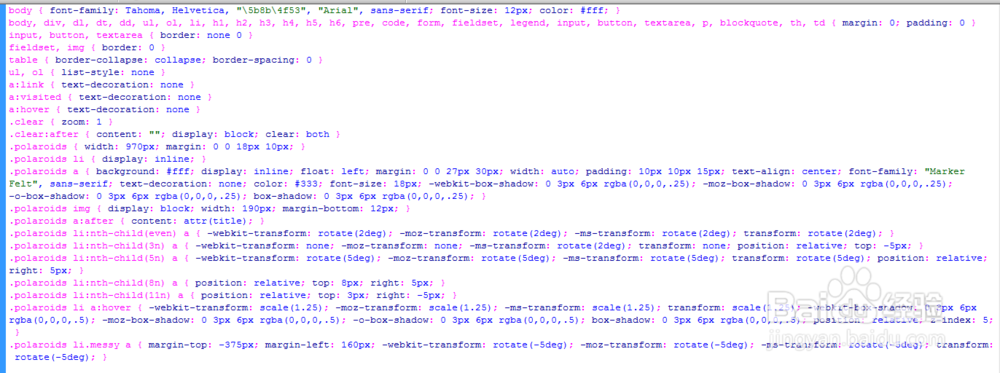 body { font-family: Tahoma, Helvetica, "\5b8b\4f53", "Arial", sans-serif; font-size: 12px; color: #fff; }
body, div, dl, dt, dd, ul, ol, li, h1, h2, h3, h4, h5, h6, pre, code, form, fieldset, legend, input, button, textarea, p, blockquote, th, td { margin: 0; padding: 0 }
input, button, textarea { border: none 0 }
fieldset, img { border: 0 }
table { border-collapse: collapse; border-spacing: 0 }
ul, ol { list-style: none }
a:link { text-decoration: none }
a:visited { text-decoration: none }
a:hover { text-decoration: none }
.clear { zoom: 1 }
.clear:after { content: ""; display: block; clear: both }
.polaroids { width: 970px; margin: 0 0 18px 10px; }
.polaroids li { display: inline; }
.polaroids a { background: #fff; display: inline; float: left; margin: 0 0 27px 30px; width: auto; padding: 10px 10px 15px; text-align: center; font-family: "Marker
Felt", sans-serif; text-decoration: none; color: #333; font-size: 18px; -webkit-box-shadow: 0 3px 6px rgba(0,0,0,.25); -moz-box-shadow: 0 3px 6px rgba(0,0,0,.25);
-o-box-shadow: 0 3px 6px rgba(0,0,0,.25); box-shadow: 0 3px 6px rgba(0,0,0,.25); }
.polaroids img { display: block; width: 190px; margin-bottom: 12px; }
.polaroids a:after { content: attr(title); }
.polaroids li:nth-child(even) a { -webkit-transform: rotate(2deg); -moz-transform: rotate(2deg); -ms-transform: rotate(2deg); transform: rotate(2deg); }
.polaroids li:nth-child(3n) a { -webkit-transform: none; -moz-transform: none; -ms-transform: rotate(2deg); transform: none; position: relative; top: -5px; }
.polaroids li:nth-child(5n) a { -webkit-transform: rotate(5deg); -moz-transform: rotate(5deg); -ms-transform: rotate(5deg); transform: rotate(5deg); position: relative;
right: 5px; }
.polaroids li:nth-child(8n) a { position: relative; top: 8px; right: 5px; }
.polaroids li:nth-child(11n) a { position: relative; top: 3px; right: -5px; }
.polaroids li a:hover { -webkit-transform: scale(1.25); -moz-transform: scale(1.25); -ms-transform: scale(1.25); transform: scale(1.25); -webkit-box-shadow: 0 3px 6px
rgba(0,0,0,.5); -moz-box-shadow: 0 3px 6px rgba(0,0,0,.5); -o-box-shadow: 0 3px 6px rgba(0,0,0,.5); box-shadow: 0 3px 6px rgba(0,0,0,.5); position: relative; z-index: 5;
}
.polaroids li.messy a { margin-top: -375px; margin-left: 160px; -webkit-transform: rotate(-5deg); -moz-transform: rotate(-5deg); -ms-transform: rotate(-5deg); transform:
rotate(-5deg); }
Baidu经验
jingyan.baidu.com